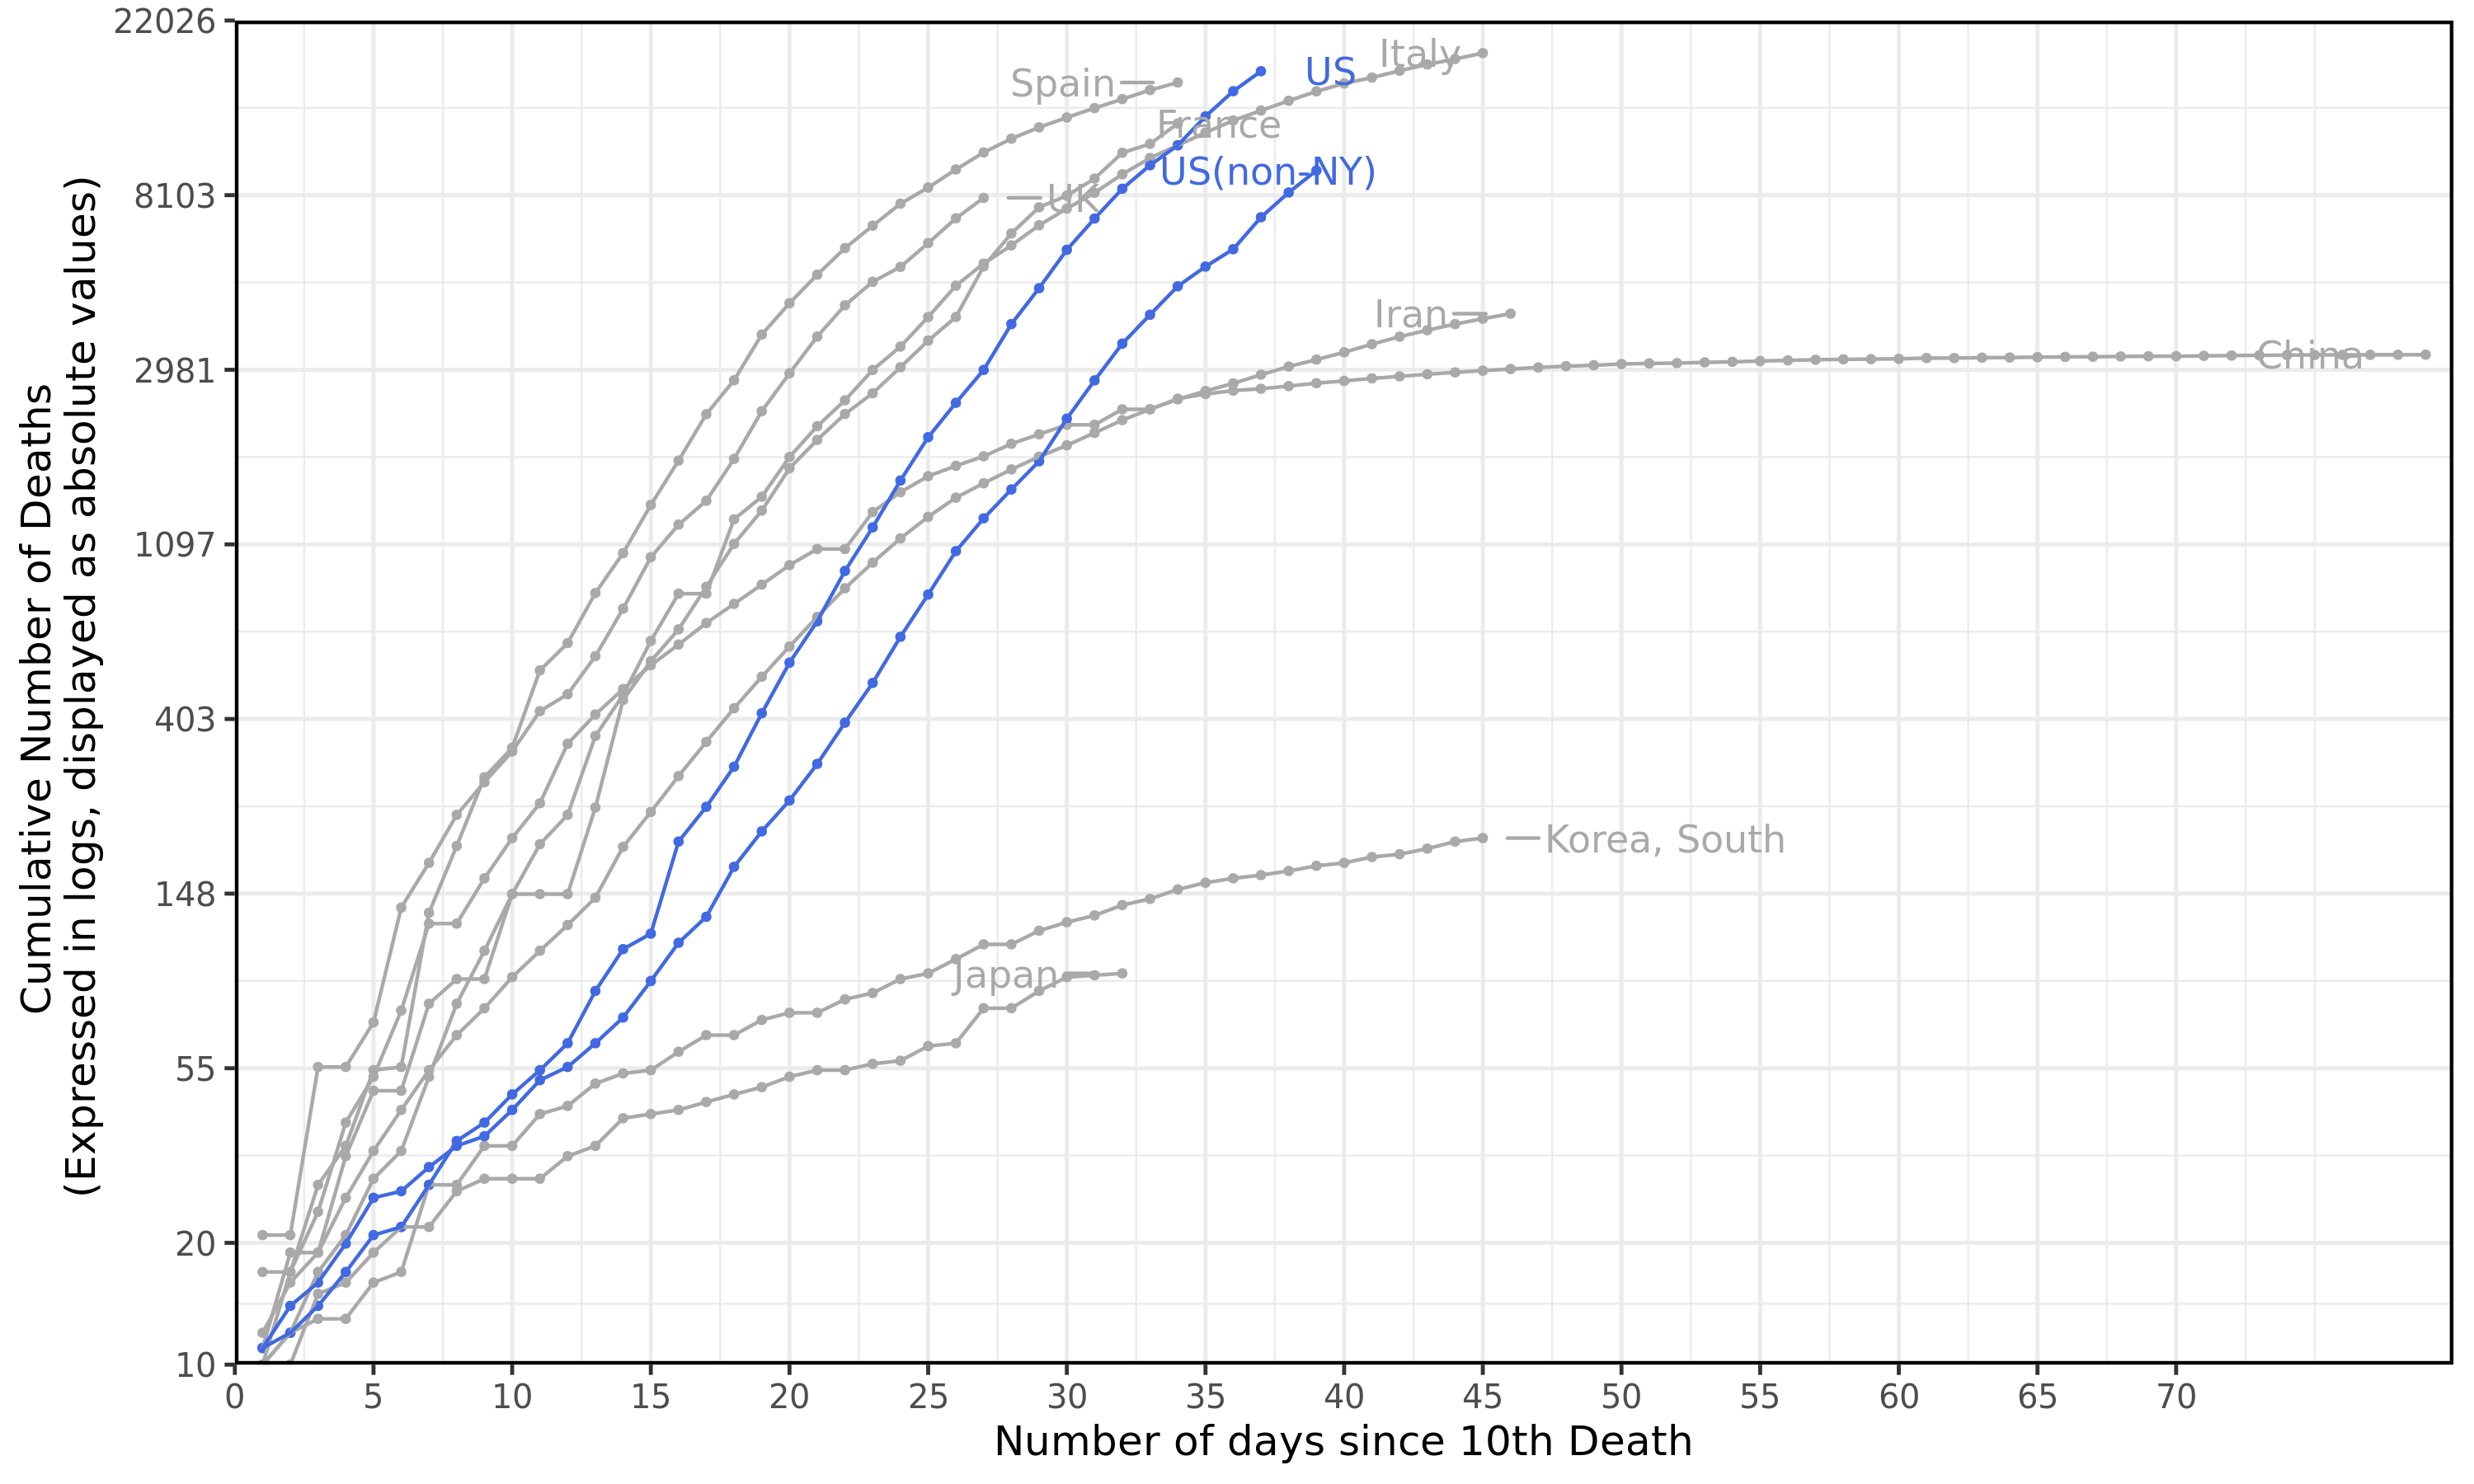 Cumulative Number of Deaths
(Expressed in logs, displayed as absolute values)
22026
8103
2981
1097
403
148
55
20
10
Italy
US
Spain
France
US(non-NY)
UK
Iran
China
Korea, South
Japan
0 5 10 15 20 25 30 35 40 45 50 55 60 65 70
Number of days since 10th Death